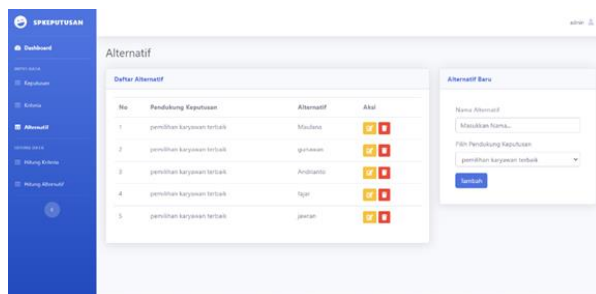 SPKEPUTUSAN
admin
Dashboard
INPUT DATA
Keputusan
Kriteria
Alternatif
HITUNG DATA
Hitung Kriteria
Hitung Alternatif
Alternatif
Daftar Alternatif
No Pendukung Keputusan Alternatif Aksi
1 pemilihan karyawan terbaik Maulana
2 pemilihan karyawan terbaik gunawan
3 pemilihan karyawan terbaik Andrianto
4 pemilihan karyawan terbaik fajar
5 pemilihan karyawan terbaik jawran
Alternatif Baru
Nama Alternatif
Masukkan Nama...
Pilih Pendukung Keputusan
pemilihan karyawan terbaik
Tambah